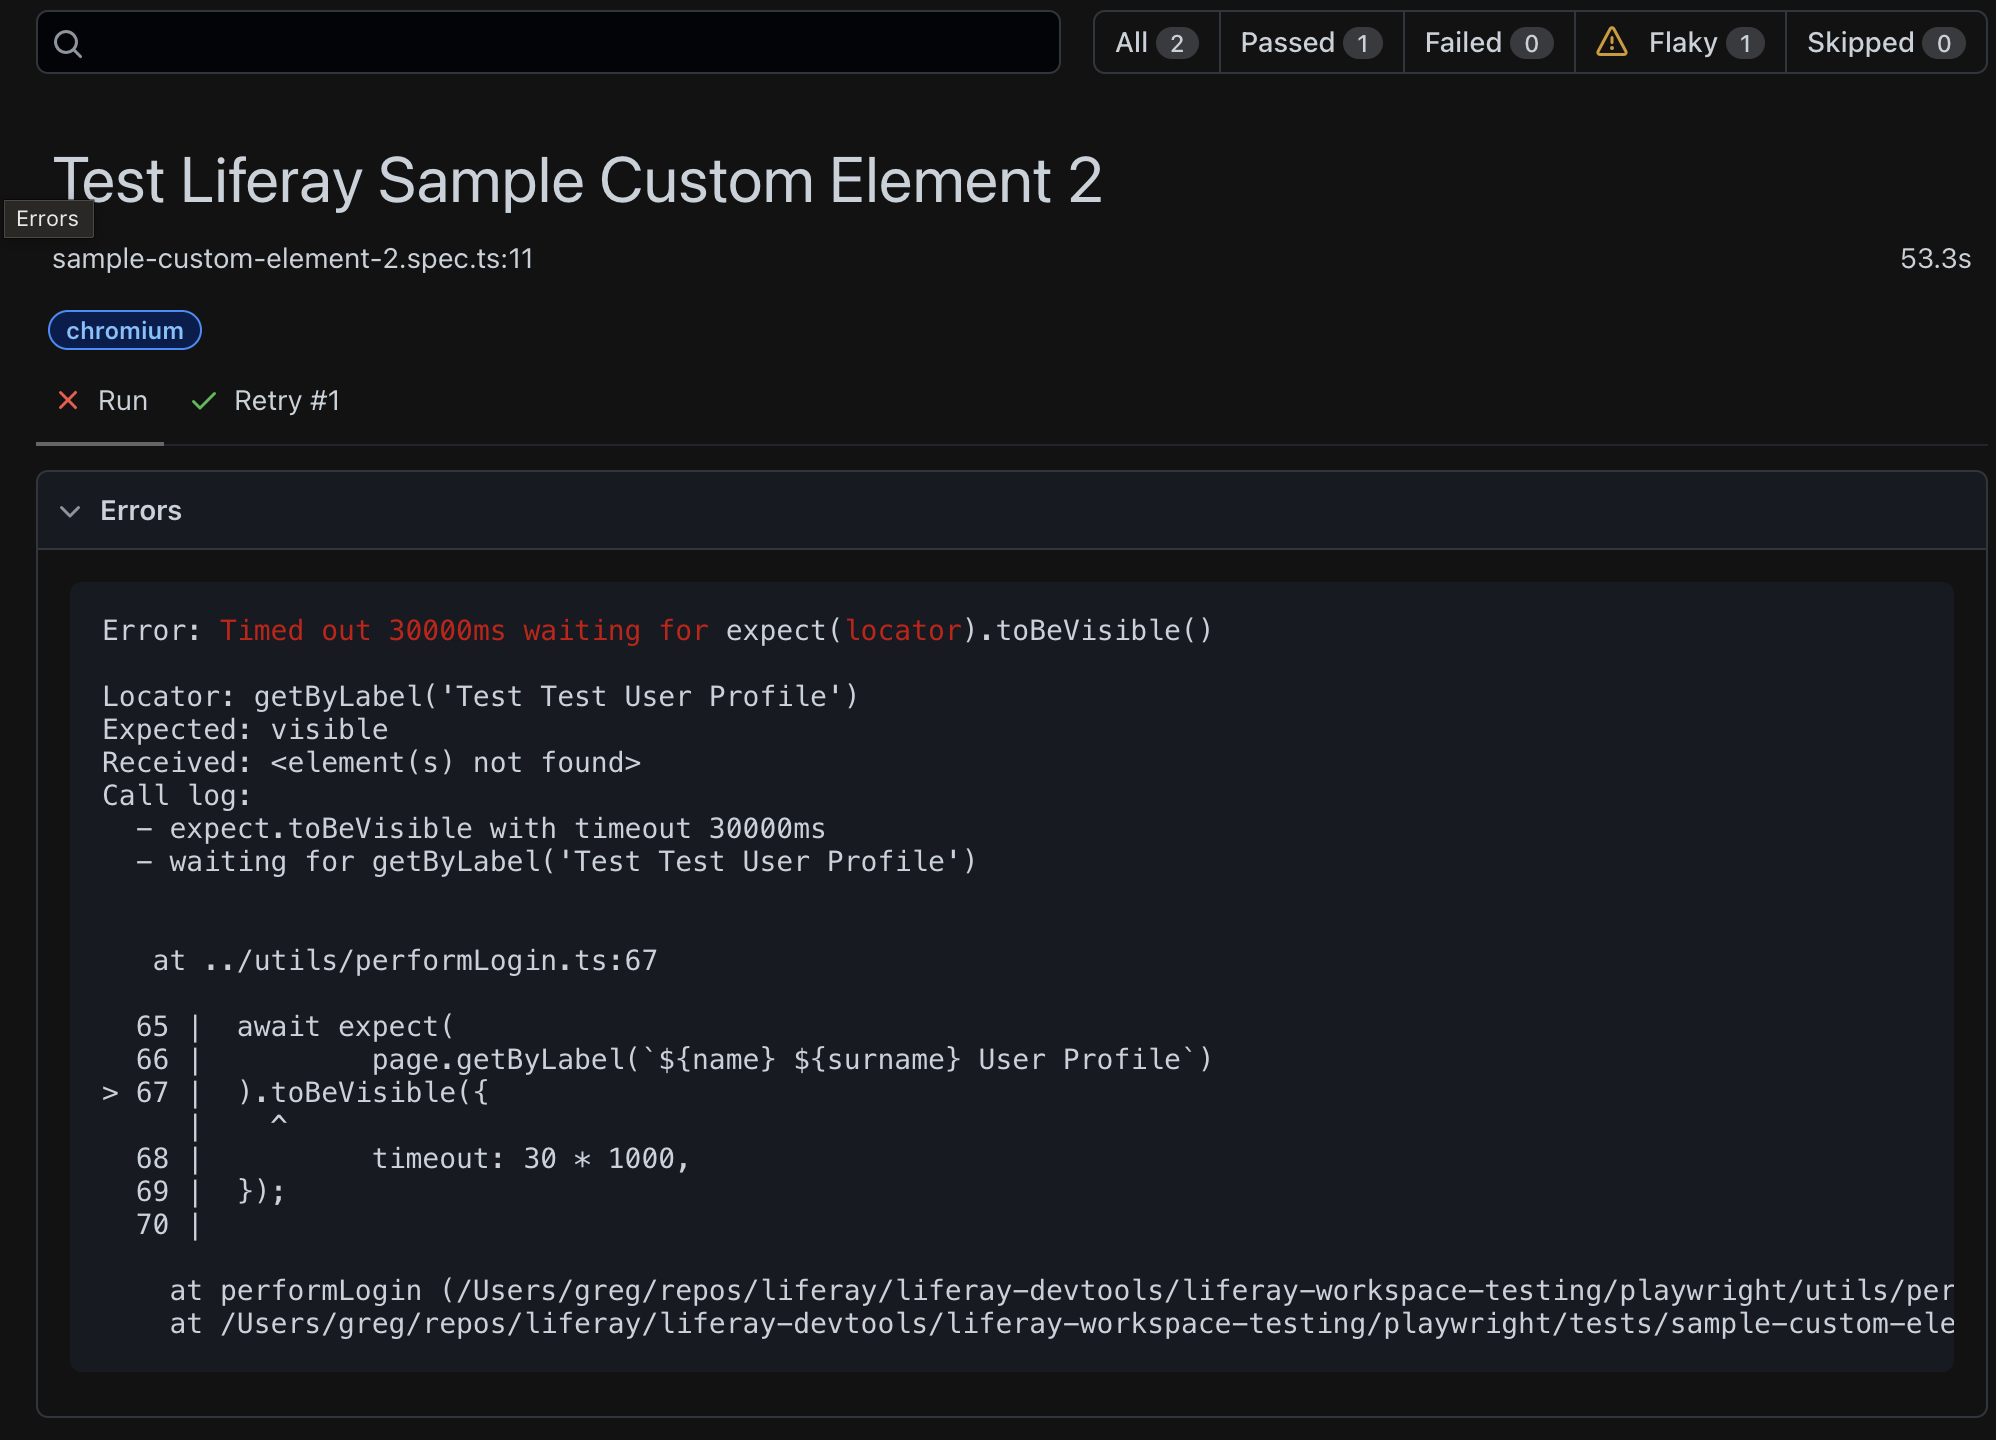 All 2 Passed 1 Failed 0 Flaky 1 Skipped 0
Test Liferay Sample Custom Element 2
Errors
sample-custom-element-2.spec.ts:11 53.3s
chromium
Run Retry #1
Errors
Error: Timed out 30000ms waiting for expect(locator).toBeVisible()
Locator: getByLabel('Test Test User Profile')
Expected: visible
Received: <element(s) not found>
Call log:
  - expect.toBeVisible with timeout 30000ms
  - waiting for getByLabel('Test Test User Profile')
   at ../utils/performLogin.ts:67
  65 |  await expect(
  66 |          page.getByLabel(`${name} ${surname} User Profile`)
> 67 |  ).toBeVisible({
     |    ^
  68 |          timeout: 30 * 1000,
  69 |  });
  70 |
    at performLogin (/Users/greg/repos/liferay/liferay-devtools/liferay-workspace-testing/playwright/utils/per
    at /Users/greg/repos/liferay/liferay-devtools/liferay-workspace-testing/playwright/tests/sample-custom-ele